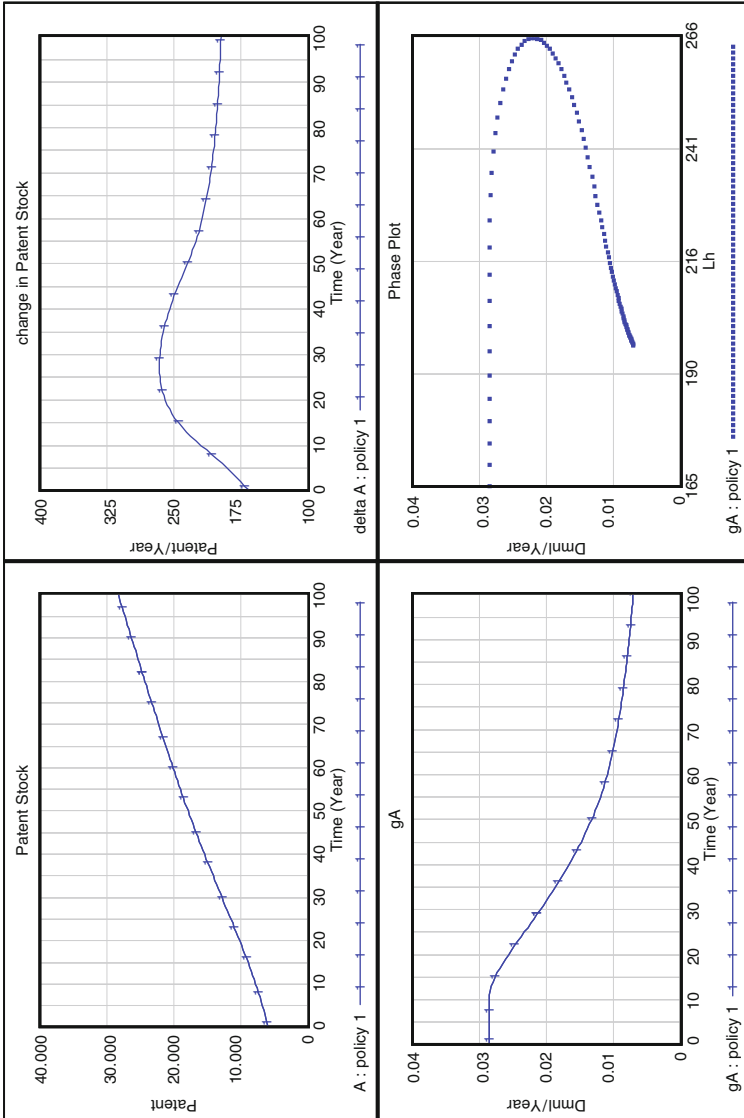 Patent Stock
40.000
30.000
20.000
10.000
0
Patent
0 10 20 30 40 50 60 70 80 90 100
Time (Year)
A : policy 1
change in Patent Stock
400
325
250
175
100
Patent/Year
0 10 20 30 40 50 60 70 80 90 100
Time (Year)
delta A : policy 1
gA
0.04
0.03
0.02
0.01
0
Dmnl/Year
0 10 20 30 40 50 60 70 80 90 100
Time (Year)
gA : policy 1
Phase Plot
0.04
0.03
0.02
0.01
0
Dmnl/Year
165 190 216 241 266
Lh
gA : policy 1